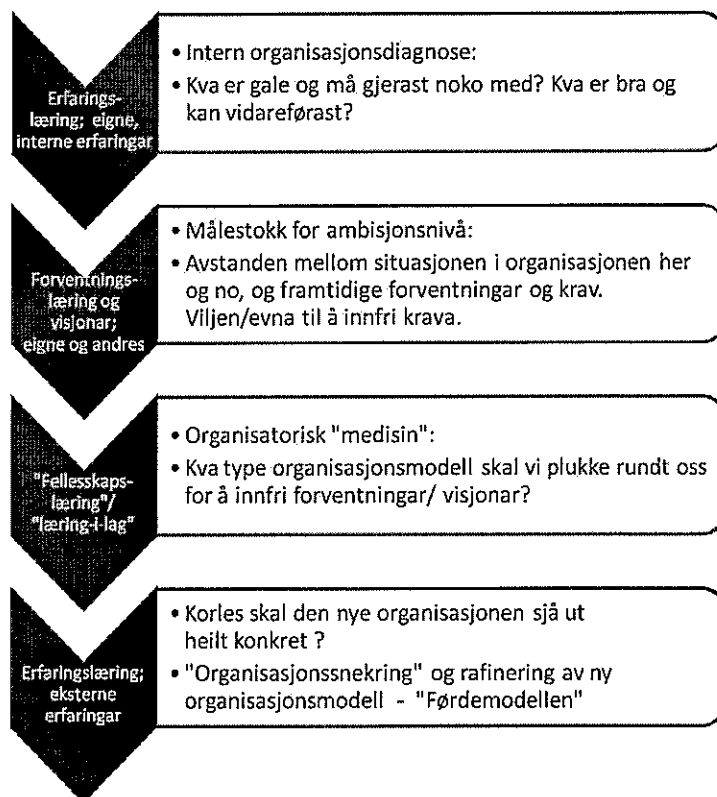 Erfarings-
læring; eigne,
interne erfaringar
• Intern organisasjonsdiagnose:
• Kva er gale og må gjerast noko med? Kva er bra og
kan vidareførast?
Forventnings-
læring og
visjonar;
eigne og andres
• Målestokk for ambisjonsnivå:
• Avstanden mellom situasjonen i organisasjonen her
og no, og framtidige forventningar og krav.
Viljen/evna til å innfri krava.
"Fellesskaps-
læring"/
"læring-i-lag"
• Organisatorisk "medisin":
• Kva type organisasjonsmodell skal vi plukke rundt oss
for å innfri forventningar/ visjonar?
Erfaringslæring;
eksterne
erfaringar
• Korles skal den nye organisasjonen sjå ut
heilt konkret ?
• "Organisasjonssnekring" og rafinering av ny
organisasjonsmodell - "Førdemodellen"